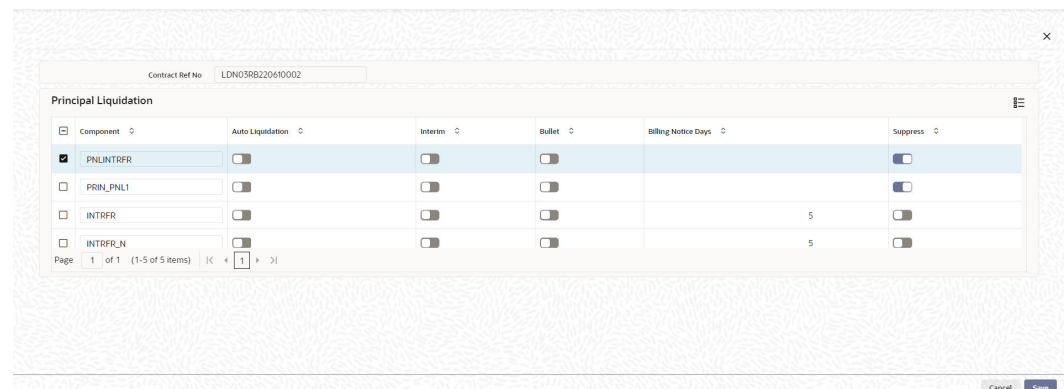 Contract Ref No LDN03RB220610002
Principal Liquidation
Component Auto Liquidation Interim Bullet Billing Notice Days Suppress
PNLINTRFR
PRIN_PNL1
INTRFR 5
INTRFR_N 5
Page 1 of 1 (1-5 of 5 items) 1
Cancel Save